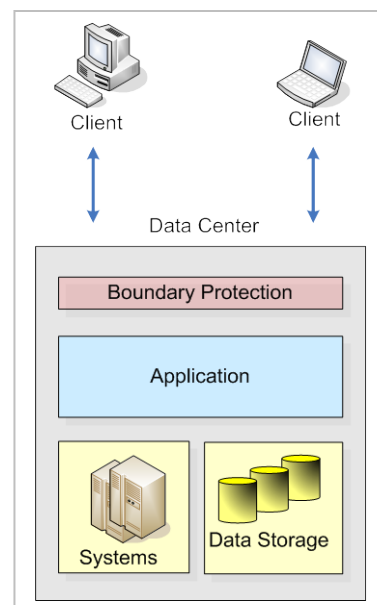 Client
Client
Data Center
Boundary Protection
Application
Systems
Data Storage